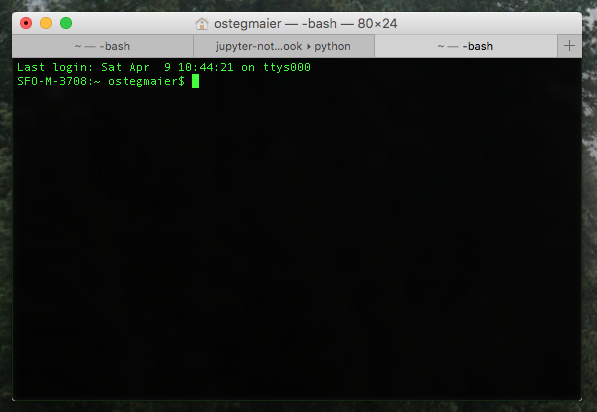 ostegmaier — -bash — 80×24
~ — -bash
jupyter-not...ook ▸ python
~ — -bash
Last login: Sat Apr  9 10:44:21 on ttys000
SFO-M-3708:~ ostegmaier$